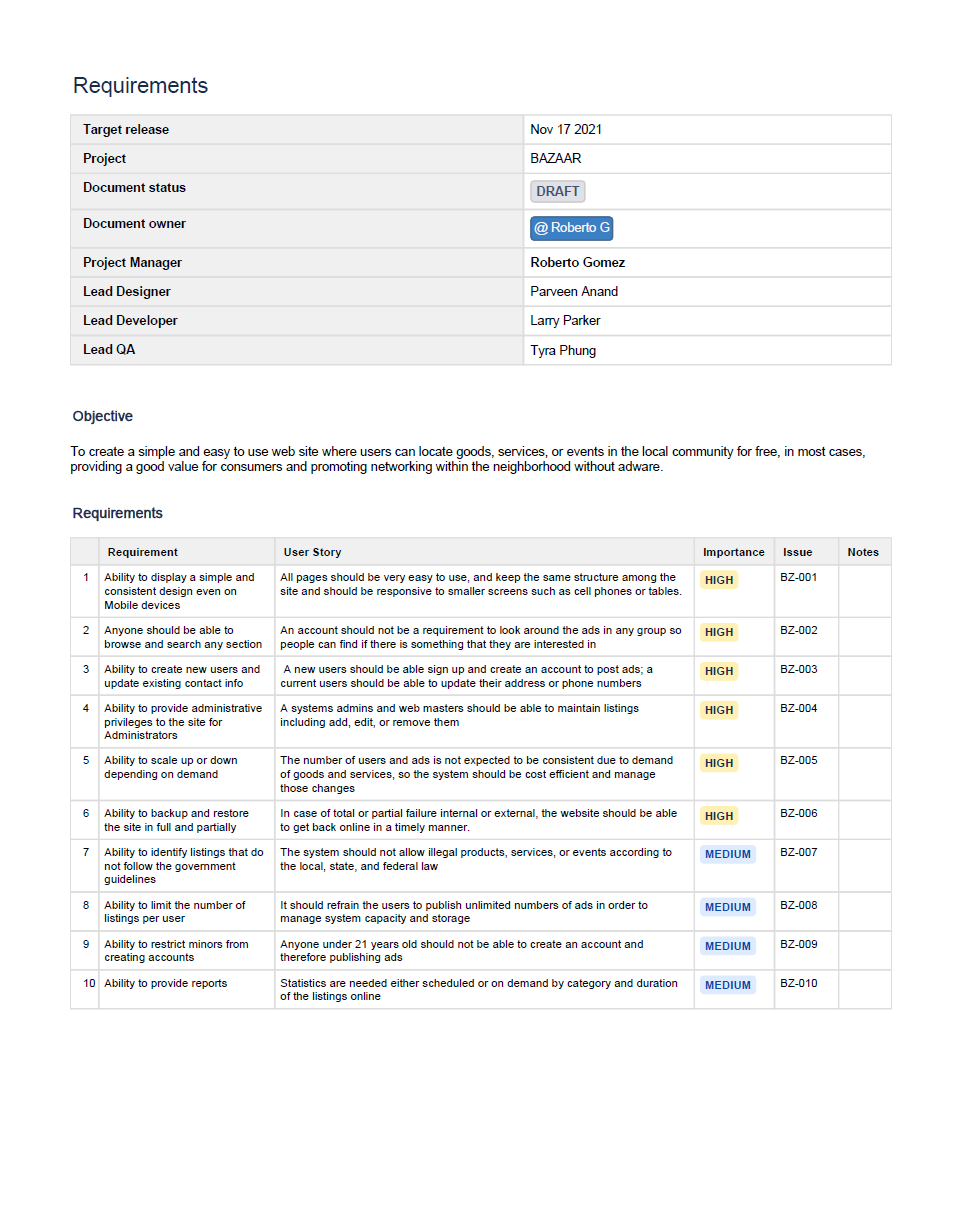 Requirements
Target release Nov 17 2021
Project BAZAAR
Document status DRAFT
Document owner @ Roberto G
Project Manager Roberto Gomez
Lead Designer Parveen Anand
Lead Developer Larry Parker
Lead QA Tyra Phung
Objective
To create a simple and easy to use web site where users can locate goods, services, or events in the local community for free, in most cases,
providing a good value for consumers and promoting networking within the neighborhood without adware.
Requirements
Requirement User Story Importance Issue Notes
1 Ability to display a simple and All pages should be very easy to use, and keep the same structure among the HIGH BZ-001
consistent design even on site and should be responsive to smaller screens such as cell phones or tables.
Mobile devices
2 Anyone should be able to An account should not be a requirement to look around the ads in any group so HIGH BZ-002
browse and search any section people can find if there is something that they are interested in
3 Ability to create new users and A new users should be able sign up and create an account to post ads; a HIGH BZ-003
update existing contact info current users should be able to update their address or phone numbers
4 Ability to provide administrative A systems admins and web masters should be able to maintain listings HIGH BZ-004
privileges to the site for including add, edit, or remove them
Administrators
5 Ability to scale up or down The number of users and ads is not expected to be consistent due to demand HIGH BZ-005
depending on demand of goods and services, so the system should be cost efficient and manage
those changes
6 Ability to backup and restore In case of total or partial failure internal or external, the website should be able HIGH BZ-006
the site in full and partially to get back online in a timely manner.
7 Ability to identify listings that do The system should not allow illegal products, services, or events according to MEDIUM BZ-007
not follow the government the local, state, and federal law
guidelines
8 Ability to limit the number of It should refrain the users to publish unlimited numbers of ads in order to MEDIUM BZ-008
listings per user manage system capacity and storage
9 Ability to restrict minors from Anyone under 21 years old should not be able to create an account and MEDIUM BZ-009
creating accounts therefore publishing ads
10 Ability to provide reports Statistics are needed either scheduled or on demand by category and duration MEDIUM BZ-010
of the listings online